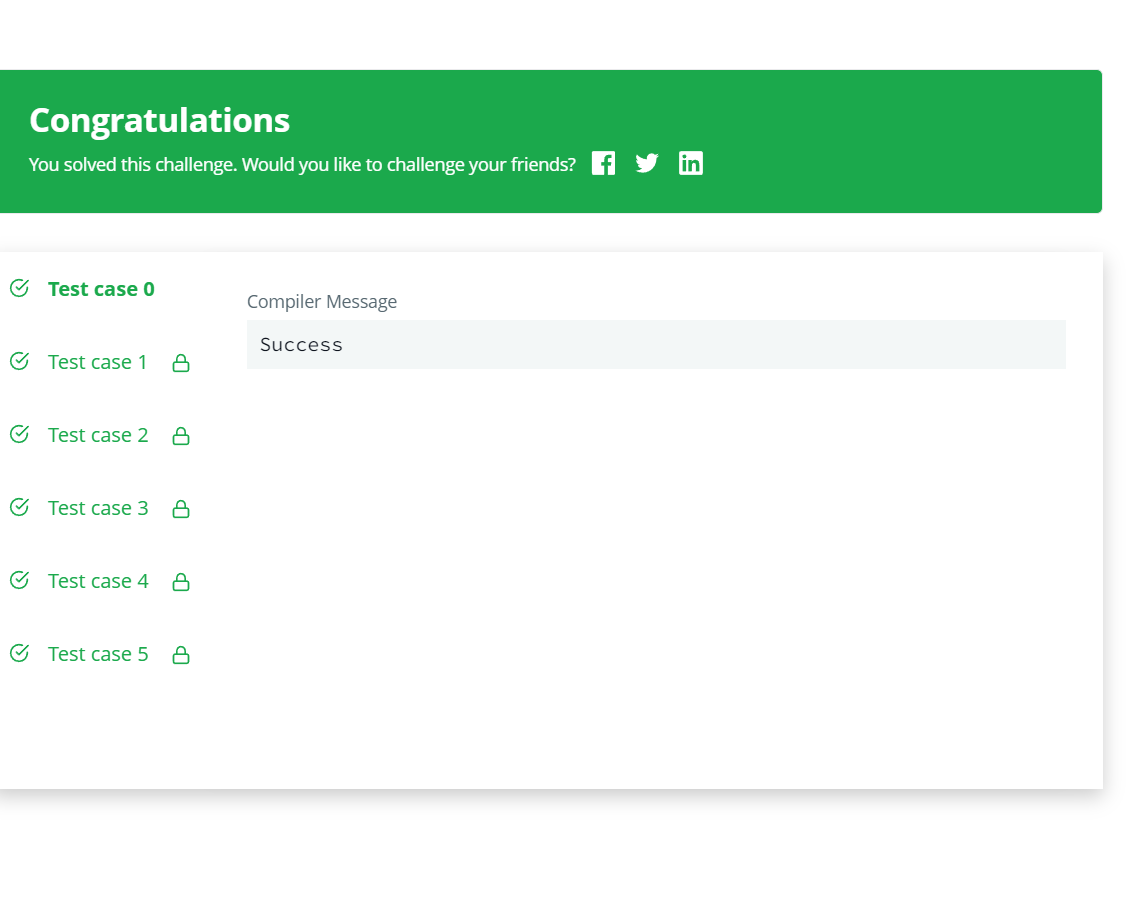 Congratulations
You solved this challenge. Would you like to challenge your friends?
Test case 0
Compiler Message
Success
Test case 1
Test case 2
Test case 3
Test case 4
Test case 5